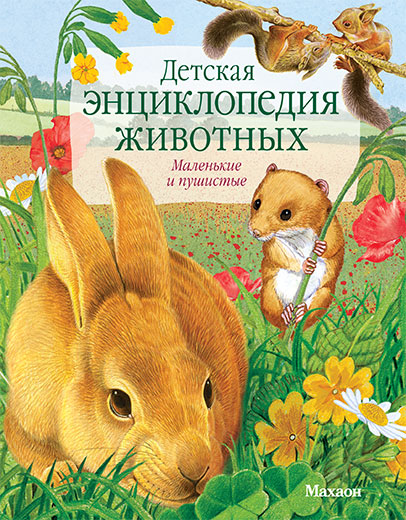 Детская
ЭНЦИКЛОПЕДИЯ
ЖИВОТНЫХ
Маленькие
и пушистые
Махаон